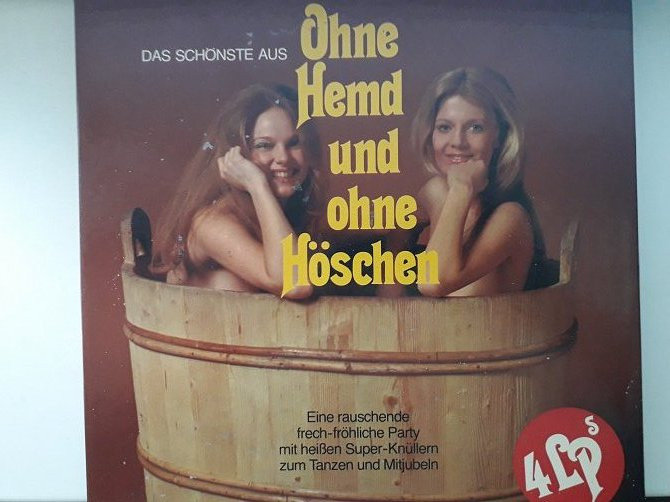 DAS SCHÖNSTE AUS
Ohne
Hemd
und
ohne
Höschen
Eine rauschende
frech-fröhliche Party
mit heißen Super-Knüllern
zum Tanzen und Mitjubeln
4 LPs